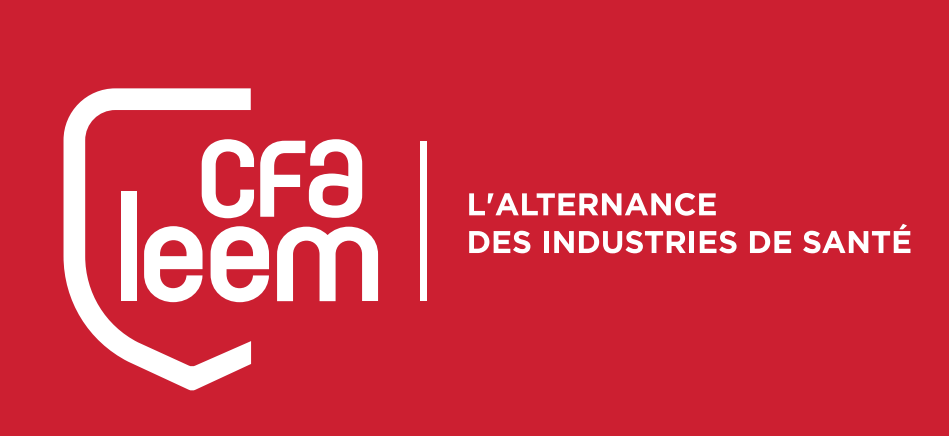 cfa
leem
L'ALTERNANCE
DES INDUSTRIES DE SANTÉ